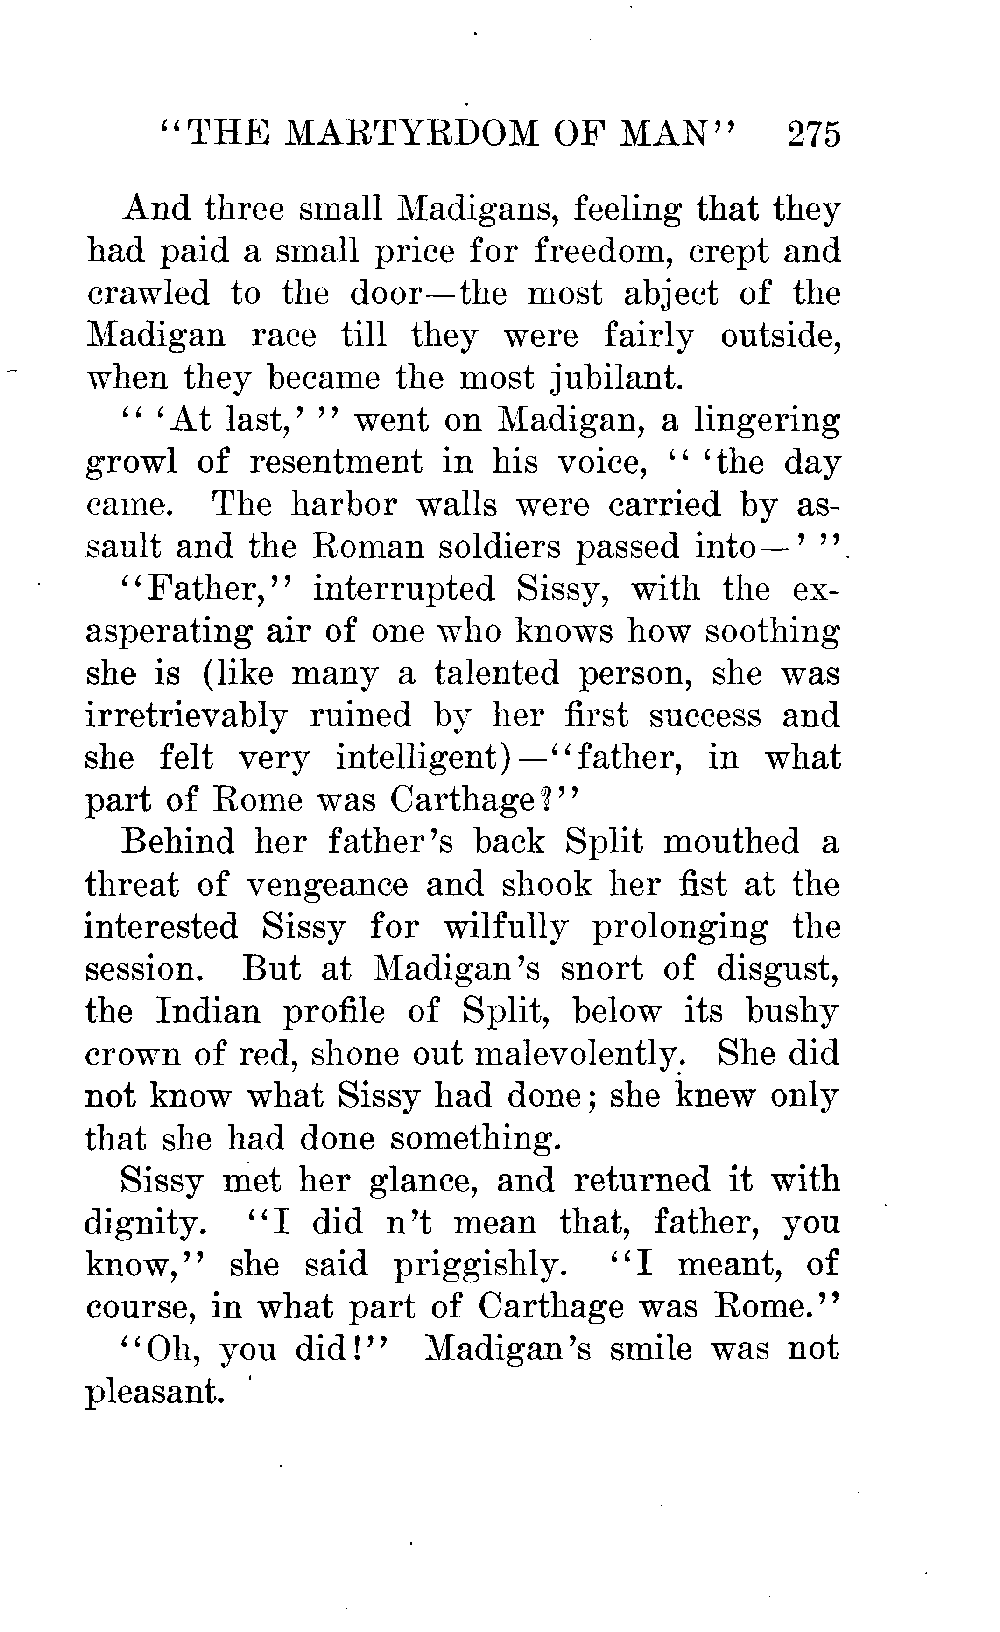 "THE MARTYRDOM OF MAN" 275
And three small Madigans, feeling that they
had paid a small price for freedom, crept and
crawled to the door—the most abject of the
Madigan race till they were fairly outside,
when they became the most jubilant.
" 'At last,' " went on Madigan, a lingering
growl of resentment in his voice, " 'the day
came. The harbor walls were carried by as-
sault and the Roman soldiers passed into—' ".
"Father," interrupted Sissy, with the ex-
asperating air of one who knows how soothing
she is (like many a talented person, she was
irretrievably ruined by her first success and
she felt very intelligent)—"father, in what
part of Rome was Carthage?"
Behind her father's back Split mouthed a
threat of vengeance and shook her fist at the
interested Sissy for wilfully prolonging the
session. But at Madigan's snort of disgust,
the Indian profile of Split, below its bushy
crown of red, shone out malevolently. She did
not know what Sissy had done; she knew only
that she had done something.
Sissy met her glance, and returned it with
dignity. "I did n't mean that, father, you
know," she said priggishly. "I meant, of
course, in what part of Carthage was Rome."
"Oh, you did!" Madigan's smile was not
pleasant.